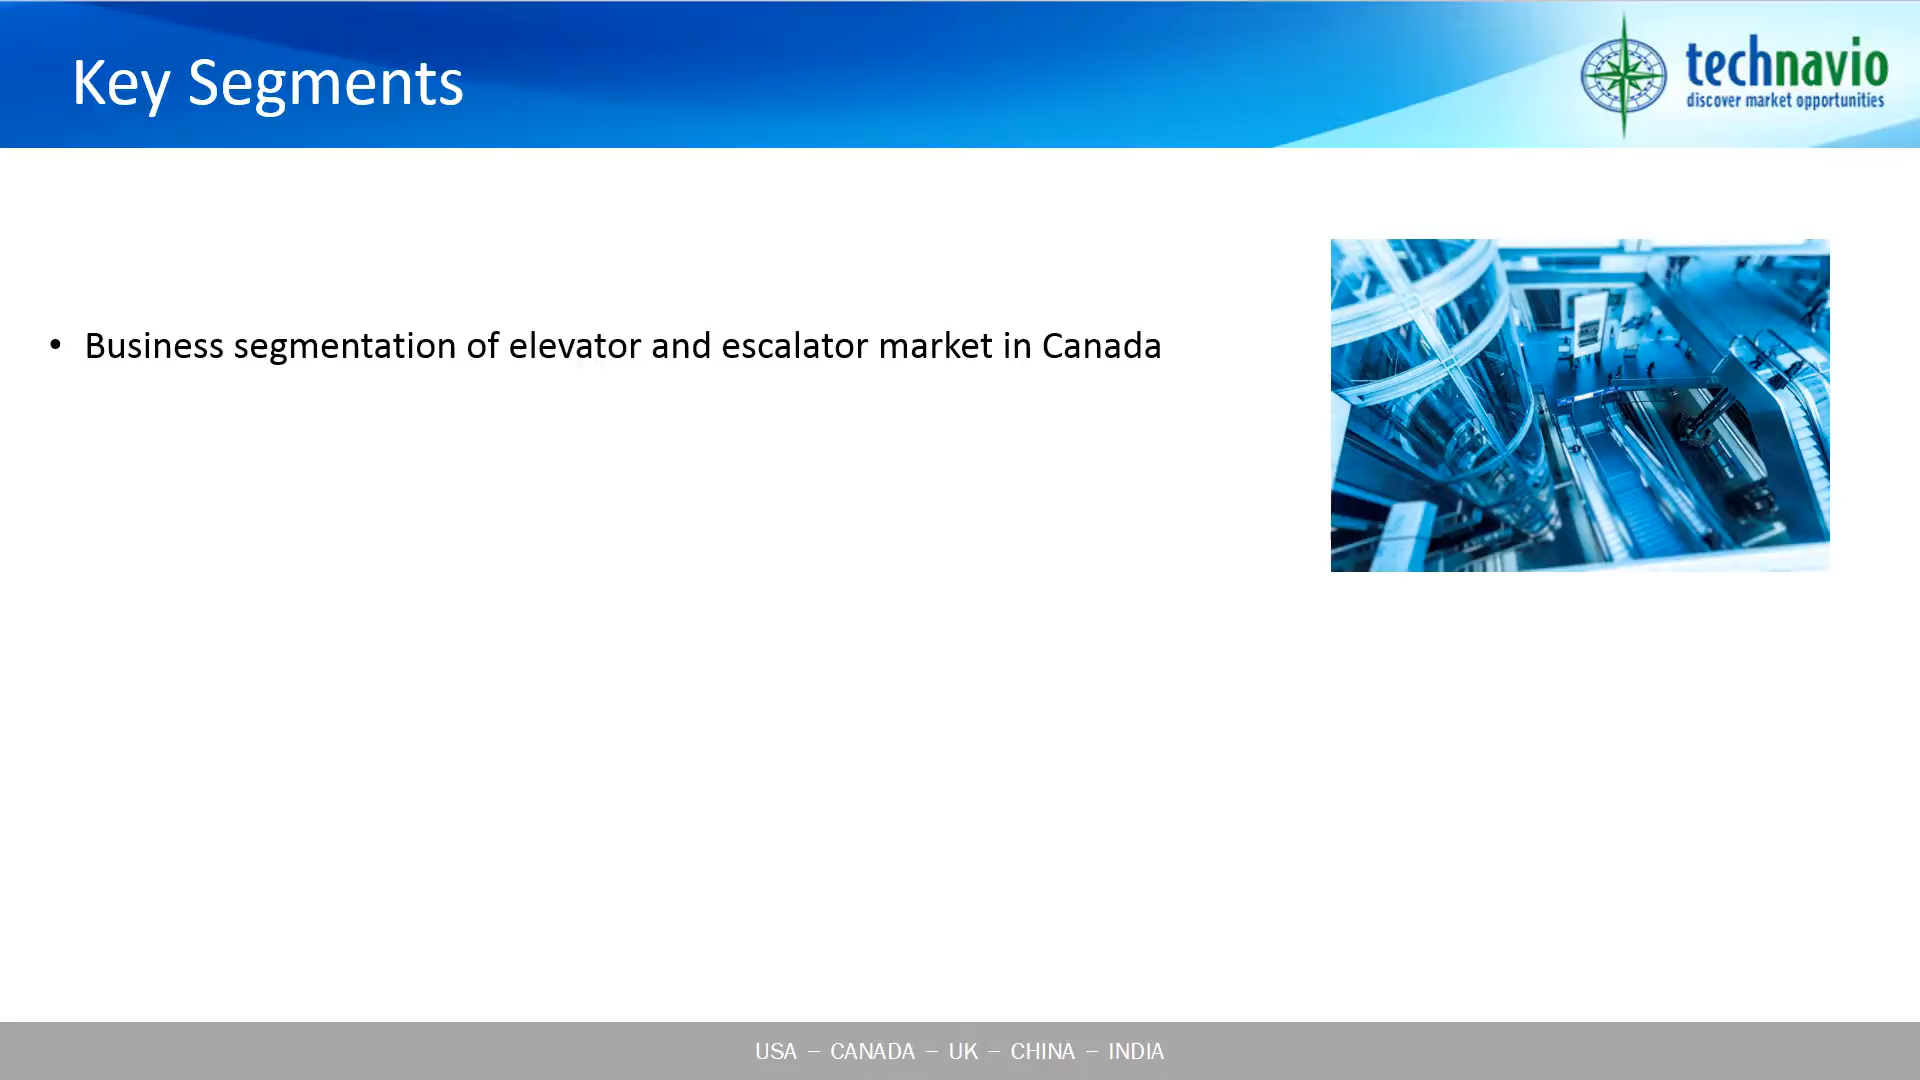 Key Segments
technavio
discover market opportunities
• Business segmentation of elevator and escalator market in Canada
USA – CANADA – UK – CHINA – INDIA